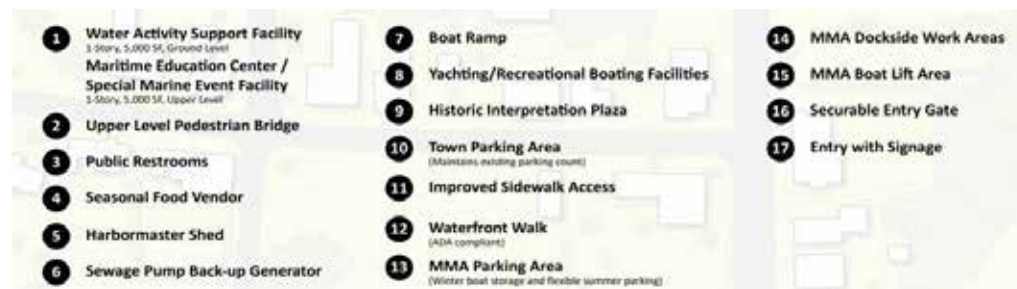 1 Water Activity Support Facility
1-Story, 5,000 SF, Ground Level
Maritime Education Center /
Special Marine Event Facility
1-Story, 5,000 SF, Upper Level
2 Upper Level Pedestrian Bridge
3 Public Restrooms
4 Seasonal Food Vendor
5 Harbormaster Shed
6 Sewage Pump Back-up Generator
7 Boat Ramp
8 Yachting/Recreational Boating Facilities
9 Historic Interpretation Plaza
10 Town Parking Area
(Maintains existing parking count)
11 Improved Sidewalk Access
12 Waterfront Walk
(ADA compliant)
13 MMA Parking Area
(Winter boat storage and flexible summer parking)
14 MMA Dockside Work Areas
15 MMA Boat Lift Area
16 Securable Entry Gate
17 Entry with Signage